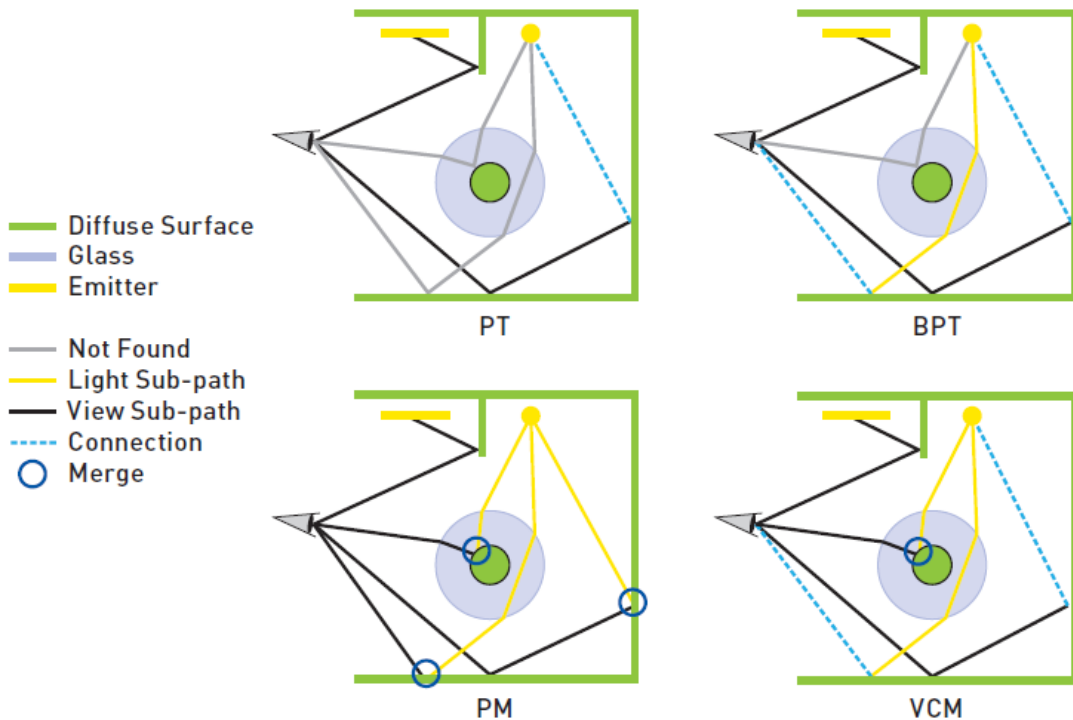 Diffuse Surface
Glass
Emitter
Not Found
Light Sub-path
View Sub-path
Connection
Merge
PT
BPT
PM
VCM